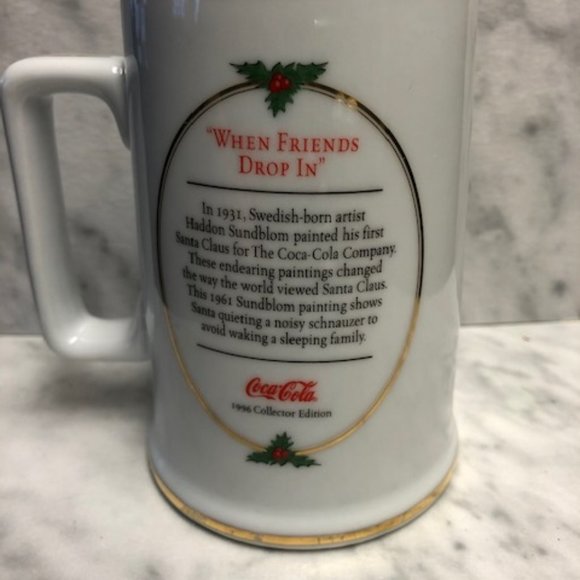 "WHEN FRIENDS
DROP IN"
In 1931, Swedish-born artist
Haddon Sundblom painted his first
Santa Claus for The Coca-Cola Company.
These endearing paintings changed
the way the world viewed Santa Claus.
This 1961 Sundblom painting shows
Santa quieting a noisy schnauzer to
avoid waking a sleeping family.
Coca-Cola
1996 Collector Edition